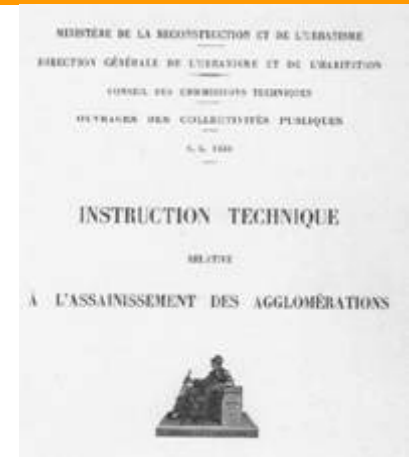 MINISTÈRE DE LA RECONSTRUCTION ET DE L'URBANISME
DIRECTION GÉNÉRALE DE L'URBANISME ET DE L'HABITATION
CONSEIL DES COMMISSIONS TECHNIQUES
OUVRAGES DES COLLECTIVITÉS PUBLIQUES
INSTRUCTION TECHNIQUE
RELATIVE
À L'ASSAINISSEMENT DES AGGLOMÉRATIONS